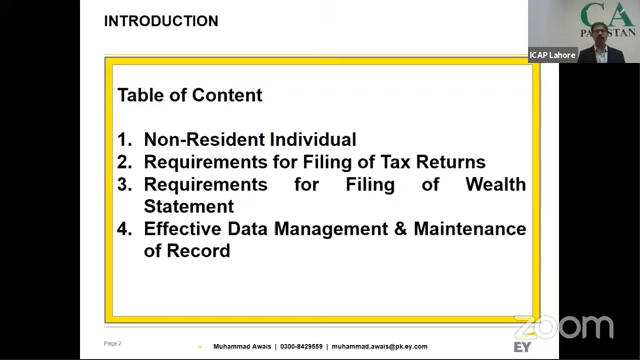 INTRODUCTION
CA
PAKISTAN
ICAP Lahore
Table of Content
1. Non-Resident Individual
2. Requirements for Filing of Tax Returns
3. Requirements for Filing of Wealth
Statement
4. Effective Data Management & Maintenance
of Record
zoom
Page 2
Muhammad Awais | 0300-8429559 | muhammad.awais@pk.ey.com
EY